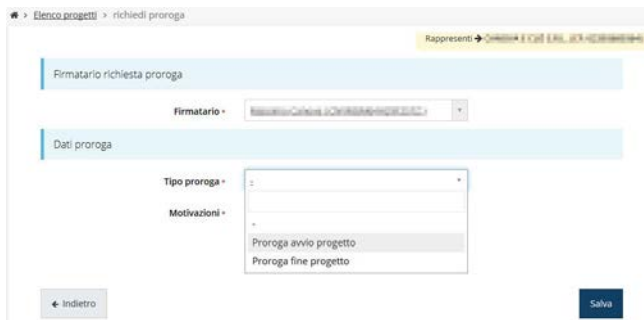 > Elenco progetti > richiedi proroga
Rappresenti →
Firmatario richiesta proroga
Firmatario *
Dati proroga
Tipo proroga * -
Motivazioni *
-
Proroga avvio progetto
Proroga fine progetto
← Indietro
Salva